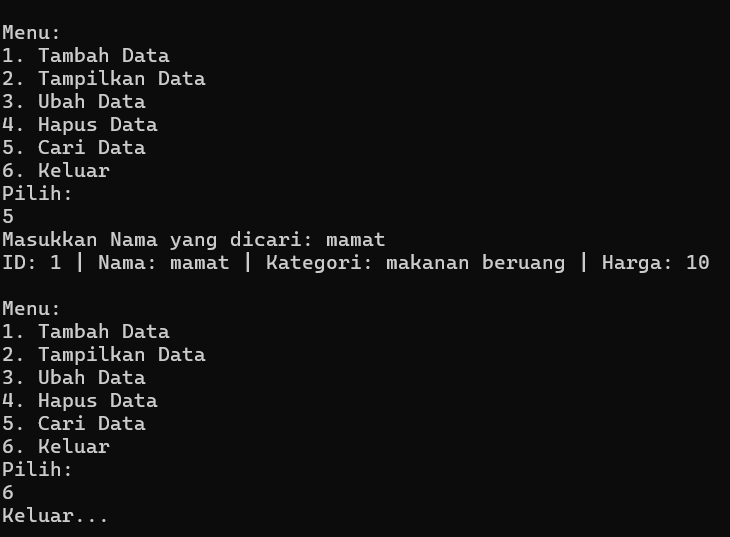 Menu:
1. Tambah Data
2. Tampilkan Data
3. Ubah Data
4. Hapus Data
5. Cari Data
6. Keluar
Pilih:
5
Masukkan Nama yang dicari: mamat
ID: 1 | Nama: mamat | Kategori: makanan beruang | Harga: 10
Menu:
1. Tambah Data
2. Tampilkan Data
3. Ubah Data
4. Hapus Data
5. Cari Data
6. Keluar
Pilih:
6
Keluar...